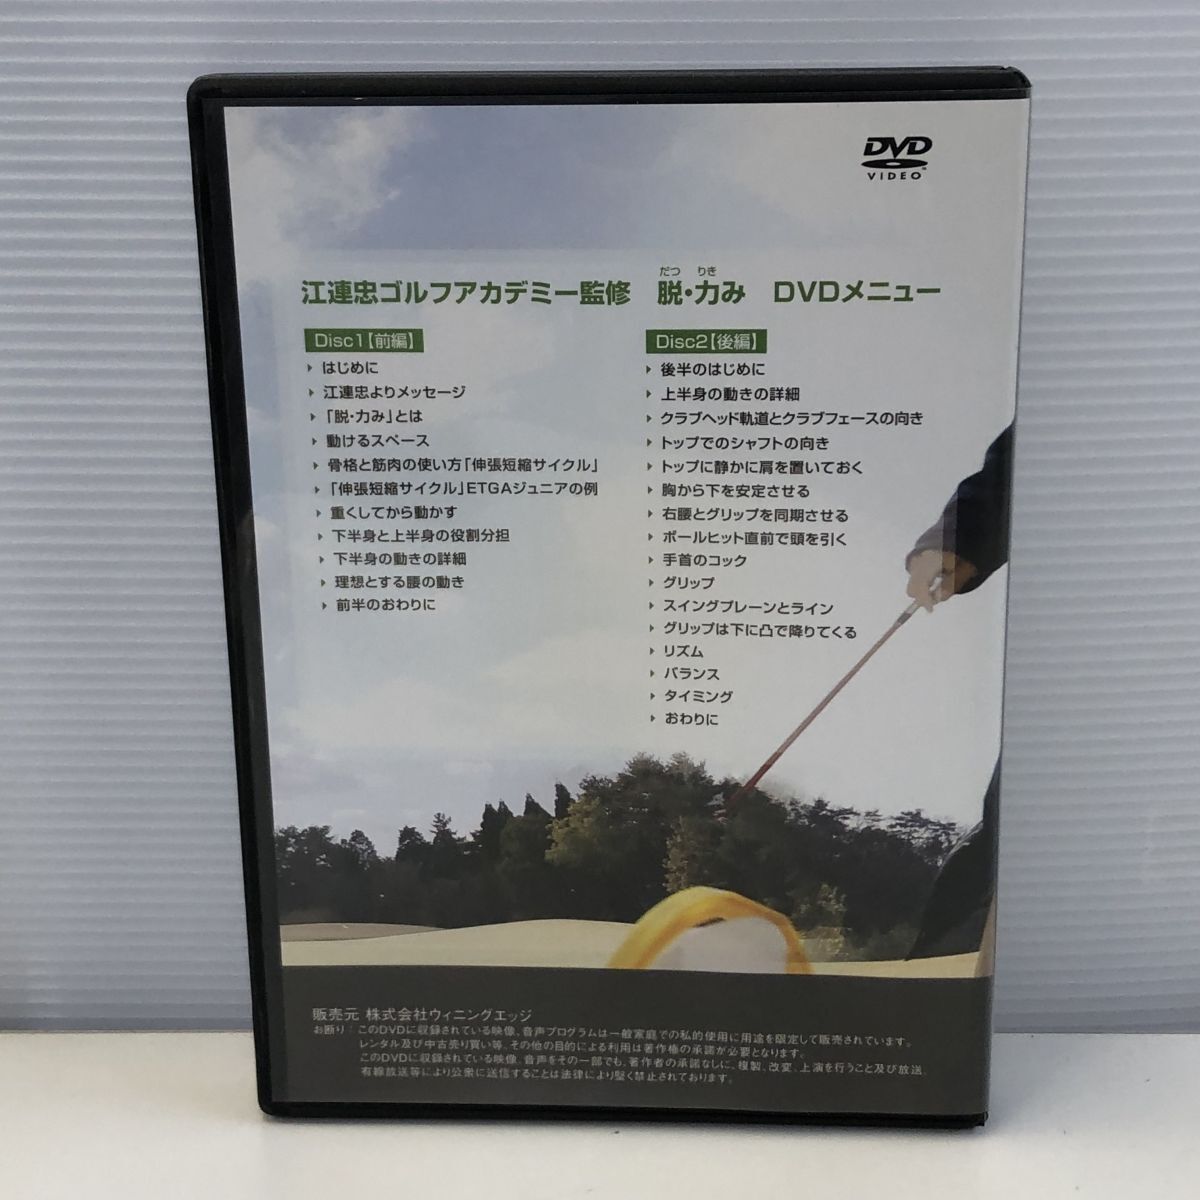 DVD
VIDEO
だつ りき
江連忠ゴルフアカデミー監修 脱・力み DVDメニュー
Disc1【前編】
はじめに
江連忠よりメッセージ
「脱・力み」とは
動けるスペース
骨格と筋肉の使い方「伸張短縮サイクル」
「伸張短縮サイクル」ETGAジュニアの例
重くしてから動かす
下半身と上半身の役割分担
下半身の動きの詳細
理想とする腰の動き
前半のおわりに
Disc2【後編】
後半のはじめに
上半身の動きの詳細
クラブヘッド軌道とクラブフェースの向き
トップでのシャフトの向き
トップに静かに肩を置いておく
胸から下を安定させる
右腰とグリップを同期させる
ボールヒット直前で頭を引く
手首のコック
グリップ
スイングプレーンとライン
グリップは下に凸で降りてくる
リズム
バランス
タイミング
おわりに
販売元 株式会社ウィニングエッジ
お断り：このDVDに収録されている映像、音声プログラムは一般家庭での私的使用に用途を限定して販売されています。
レンタル及び中古売り買い等、その他の目的による利用は著作権の承諾が必要となります。
このDVDに収録されている映像、音声をその一部でも、著作者の承諾なしに、複製、改変、上演を行うこと及び放送、
有線放送等により公衆に送信することは法律により堅く禁止されております。